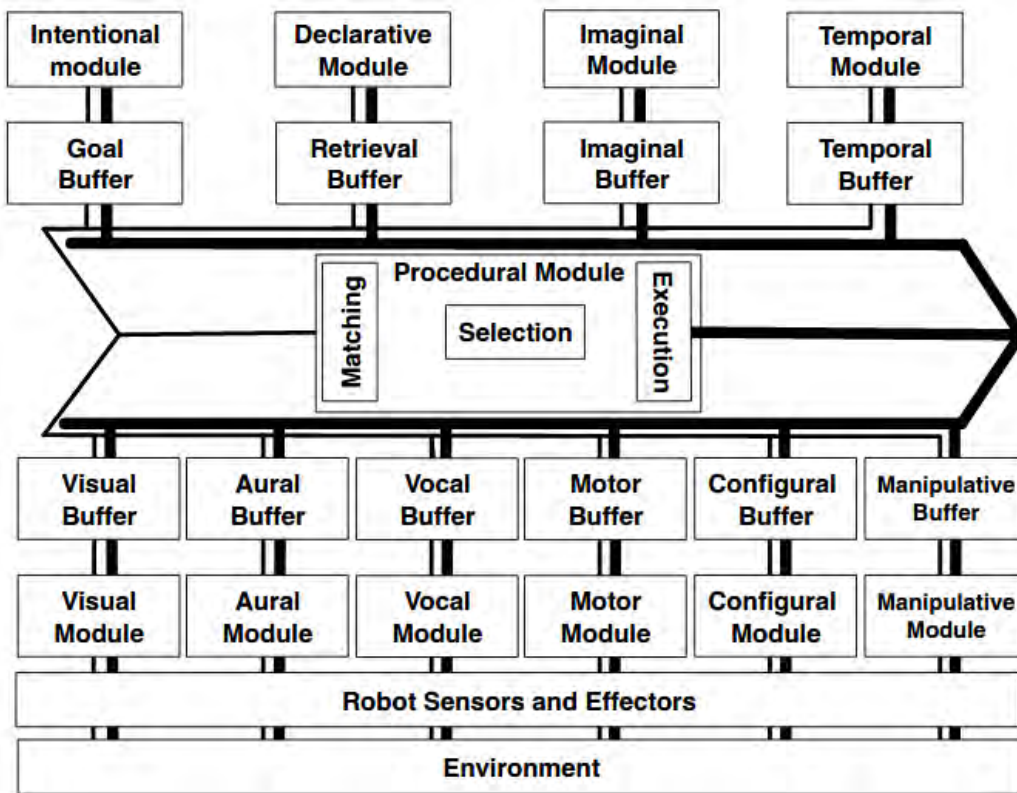 Intentional
module
Declarative
Module
Imaginal
Module
Temporal
Module
Goal
Buffer
Retrieval
Buffer
Imaginal
Buffer
Temporal
Buffer
Procedural Module
Matching
Selection
Execution
Visual
Buffer
Aural
Buffer
Vocal
Buffer
Motor
Buffer
Configural
Buffer
Manipulative
Buffer
Visual
Module
Aural
Module
Vocal
Module
Motor
Module
Configural
Module
Manipulative
Module
Robot Sensors and Effectors
Environment